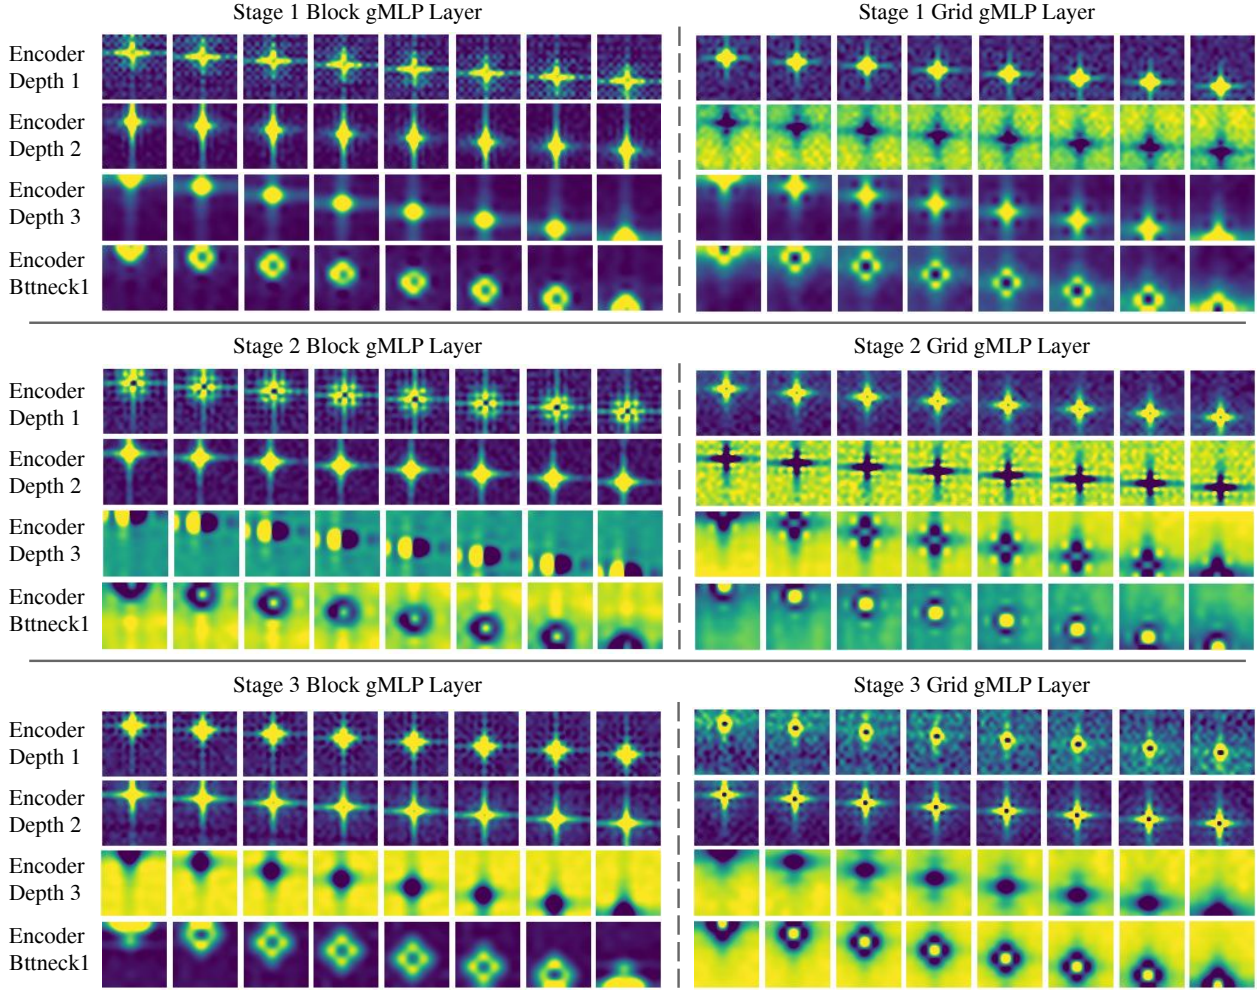 Stage 1 Block gMLP Layer
Stage 1 Grid gMLP Layer
Encoder
Depth 1
Encoder
Depth 2
Encoder
Depth 3
Encoder
Bttneck1
Stage 2 Block gMLP Layer
Stage 2 Grid gMLP Layer
Encoder
Depth 1
Encoder
Depth 2
Encoder
Depth 3
Encoder
Bttneck1
Stage 3 Block gMLP Layer
Stage 3 Grid gMLP Layer
Encoder
Depth 1
Encoder
Depth 2
Encoder
Depth 3
Encoder
Bttneck1